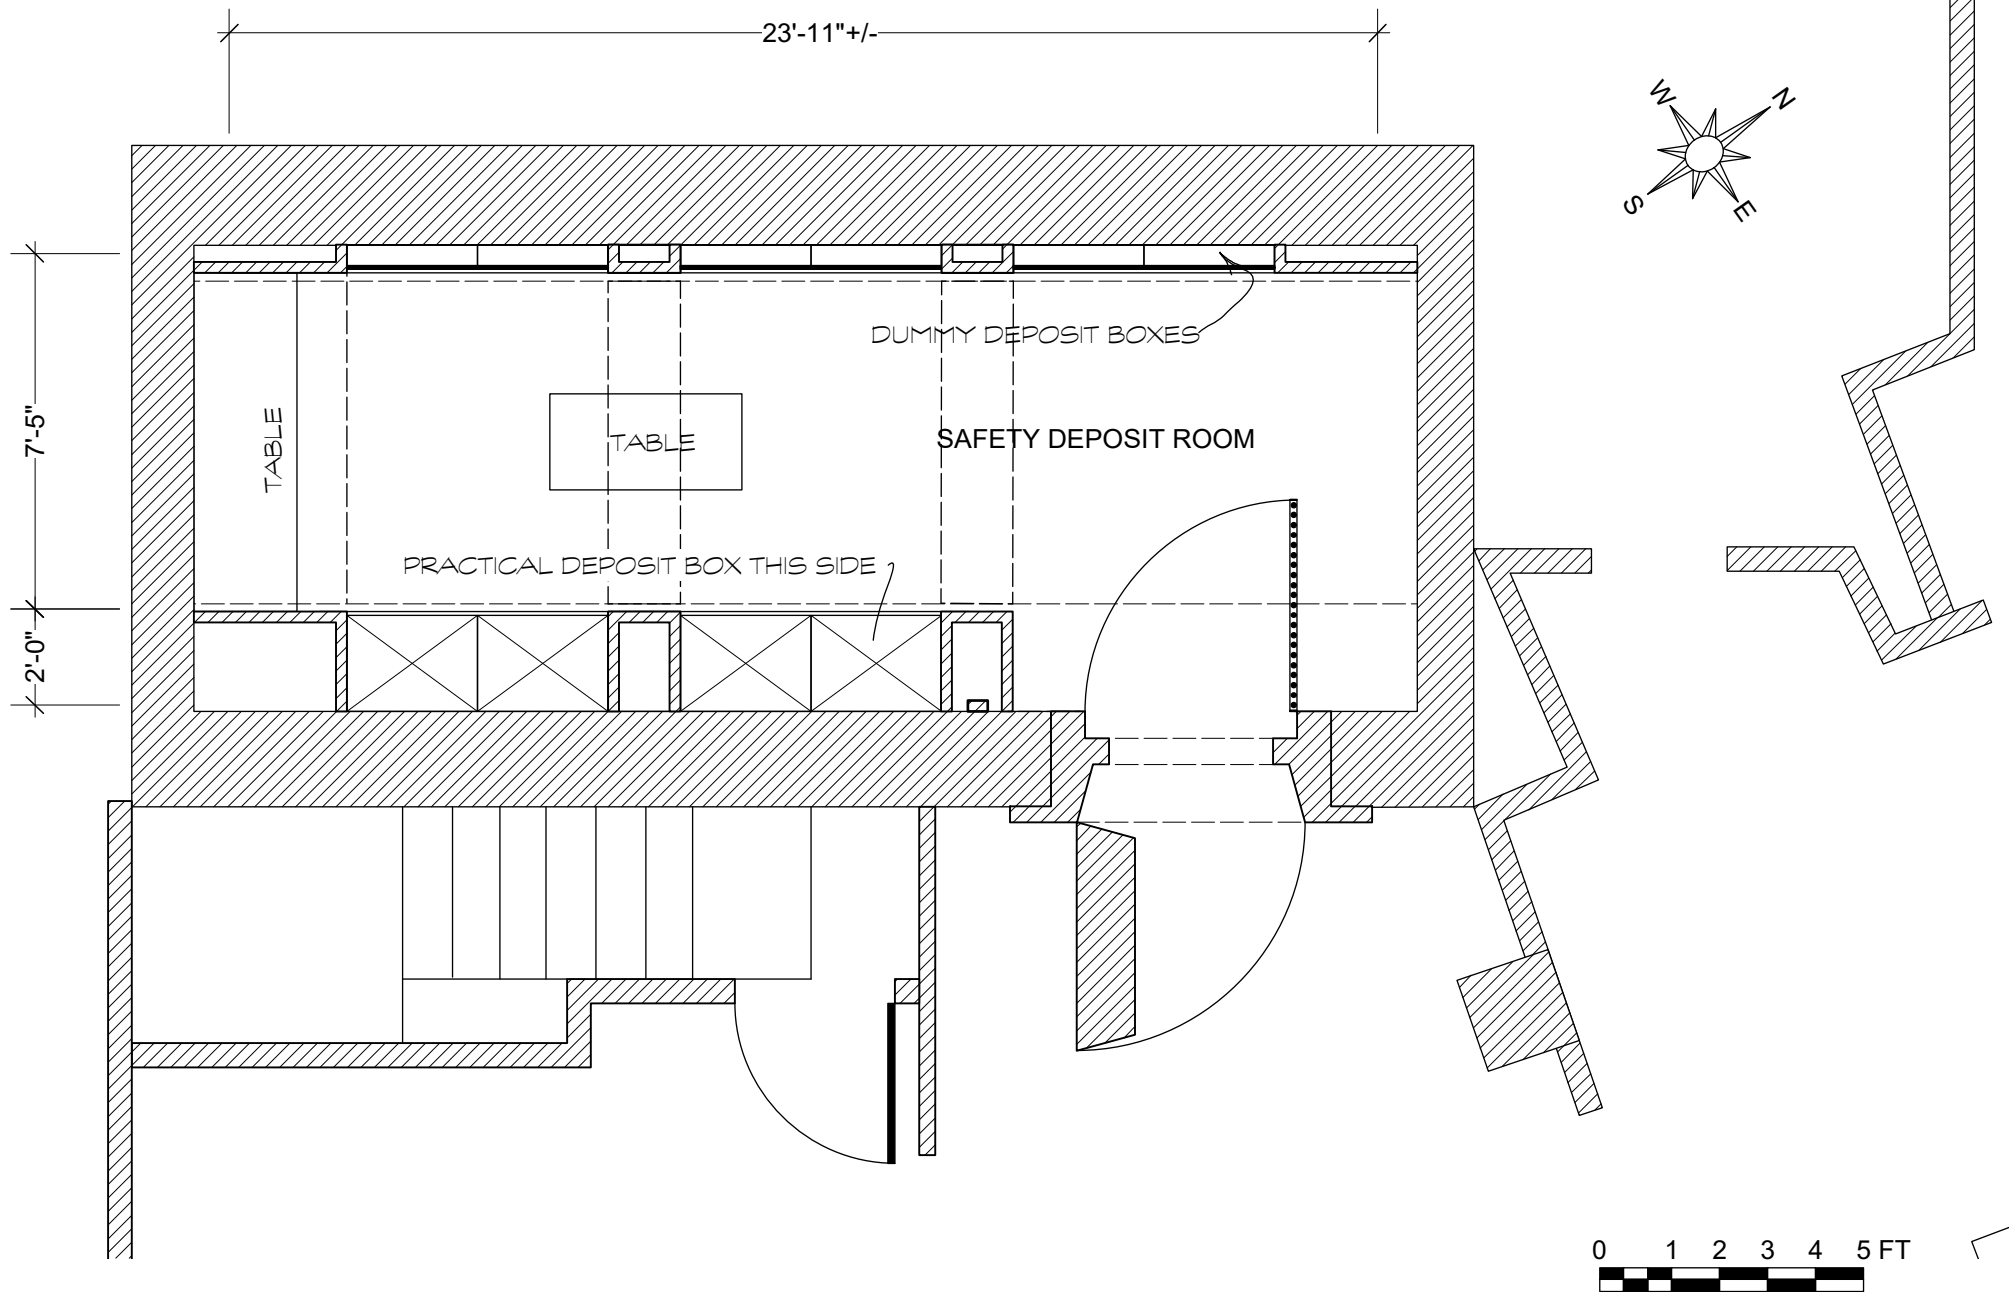 23'-11"+/-
W
N
S
E
7'-5"
2'-0"
DUMMY DEPOSIT BOXES
TABLE
TABLE
SAFETY DEPOSIT ROOM
PRACTICAL DEPOSIT BOX THIS SIDE
0 1 2 3 4 5 FT